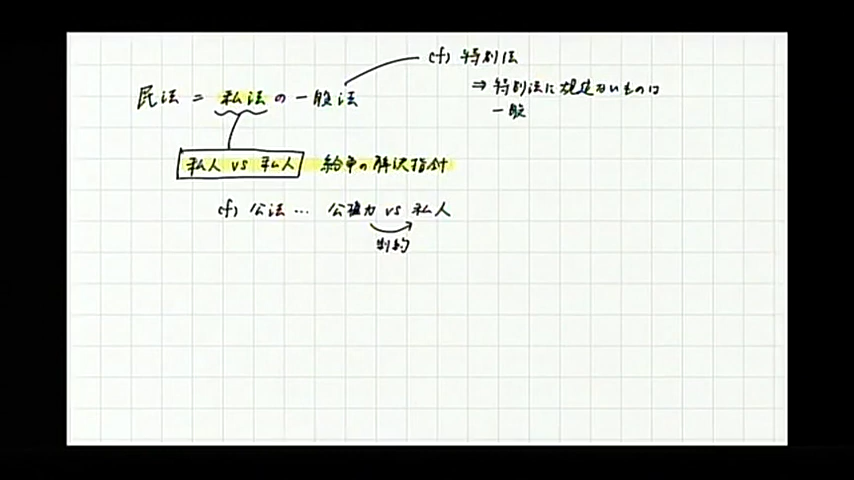 cf) 特別法
⇒ 特別法に規定ないものは
一般
民法 = 私法の一般法
私人 vs 私人 紛争の解決指針
cf) 公法… 公権力 vs 私人
制約